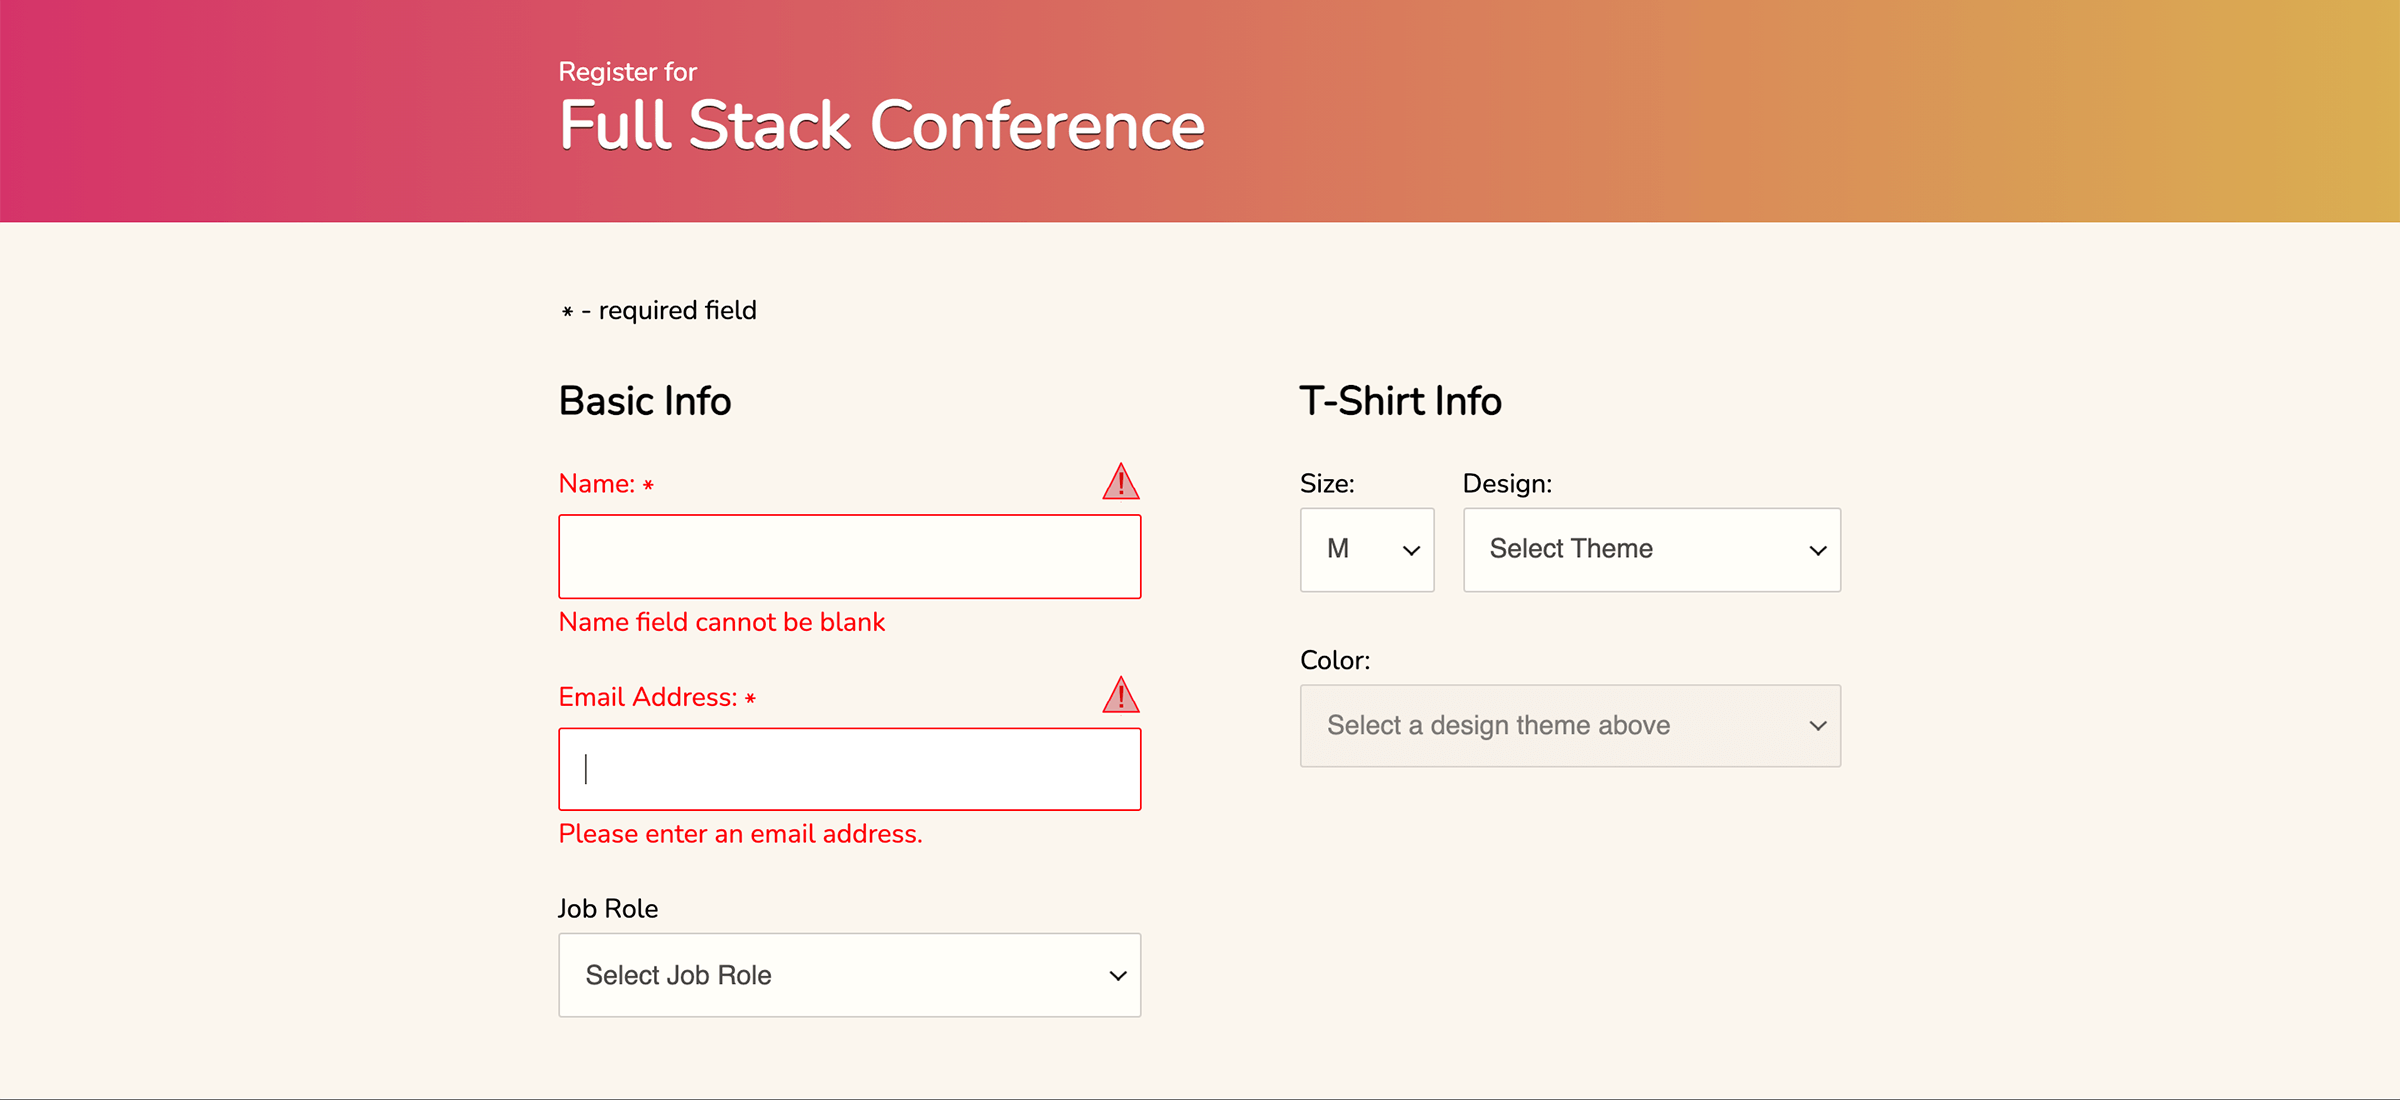 Register for
Full Stack Conference
* - required field
Basic Info
Name: *
Name field cannot be blank
Email Address: *
Please enter an email address.
Job Role
Select Job Role
T-Shirt Info
Size:
M
Design:
Select Theme
Color:
Select a design theme above